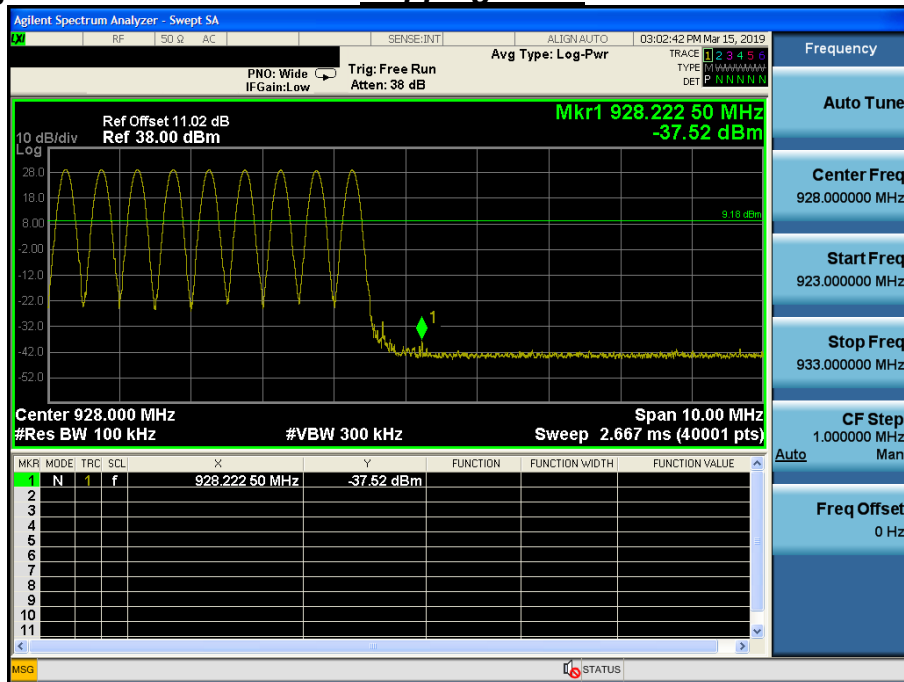 Agilent Spectrum Analyzer - Swept SA
LXI RF 50 Ω AC SENSE:INT ALIGN AUTO 03:02:42 PM Mar 15, 2019
Frequency
Avg Type: Log-Pwr
TRACE 1 2 3 4 5 6
PNO: Wide Trig: Free Run
TYPE M WWWWW
IFGain:Low Atten: 38 dB
DET P N N N N N
Auto Tune
Mkr1 928.222 50 MHz
Ref Offset 11.02 dB
10 dB/div Ref 38.00 dBm -37.52 dBm
Log
28.0
18.0
8.00
-2.00
-12.0
-22.0
-32.0
-42.0
-52.0
9.18 dBm
1
Center 928.000 MHz Span 10.00 MHz
#Res BW 100 kHz #VBW 300 kHz Sweep 2.667 ms (40001 pts)
Center Freq
928.000000 MHz
Start Freq
923.000000 MHz
Stop Freq
933.000000 MHz
CF Step
1.000000 MHz
Auto Man
Freq Offset
0 Hz
MKR MODE TRC SCL X Y FUNCTION FUNCTION WIDTH FUNCTION VALUE
1 N 1 f 928.222 50 MHz -37.52 dBm
2
3
4
5
6
7
8
9
10
11
MSG STATUS